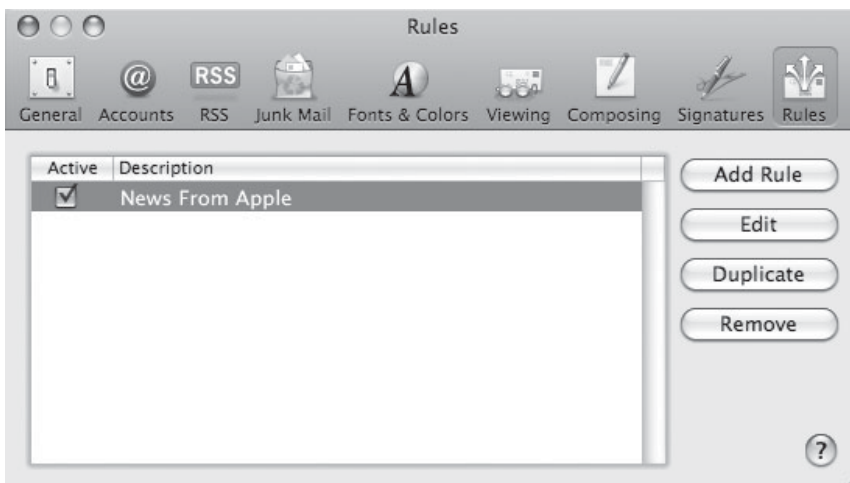 Rules
@
RSS
A
General Accounts RSS Junk Mail Fonts & Colors Viewing Composing Signatures Rules
Active Description
News From Apple
Add Rule
Edit
Duplicate
Remove
?